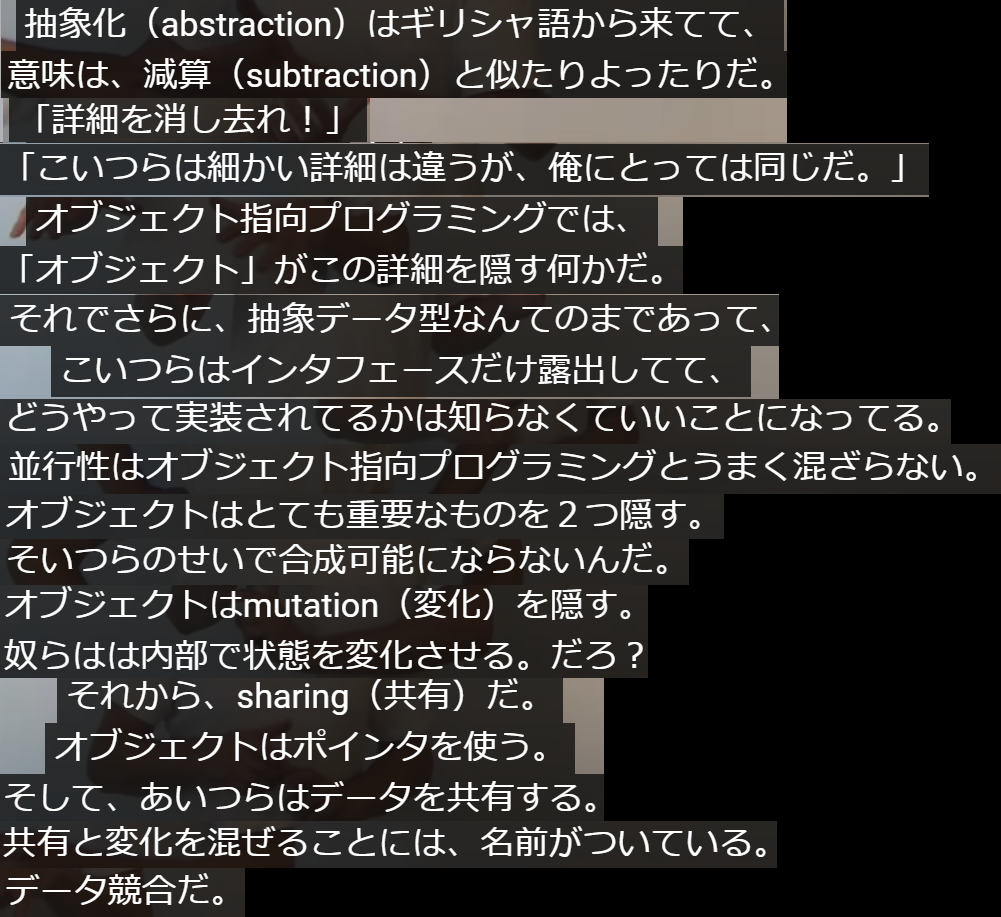 抽象化（abstraction）はギリシャ語から来てて、
意味は、減算（subtraction）と似たりよったりだ。
「詳細を消し去れ！」
「こいつらは細かい詳細は違うが、俺にとっては同じだ。」
オブジェクト指向プログラミングでは、
「オブジェクト」がこの詳細を隠す何かだ。
それでさらに、抽象データ型なんてのまであって、
こいつらはインタフェースだけ露出してて、
どうやって実装されてるかは知らなくていいことになってる。
並行性はオブジェクト指向プログラミングとうまく混ざらない。
オブジェクトはとても重要なものを２つ隠す。
そいつらのせいで合成可能にならないんだ。
オブジェクトはmutation（変化）を隠す。
奴らはは内部で状態を変化させる。だろ？
それから、sharing（共有）だ。
オブジェクトはポインタを使う。
そして、あいつらはデータを共有する。
共有と変化を混ぜることには、名前がついている。
データ競合だ。